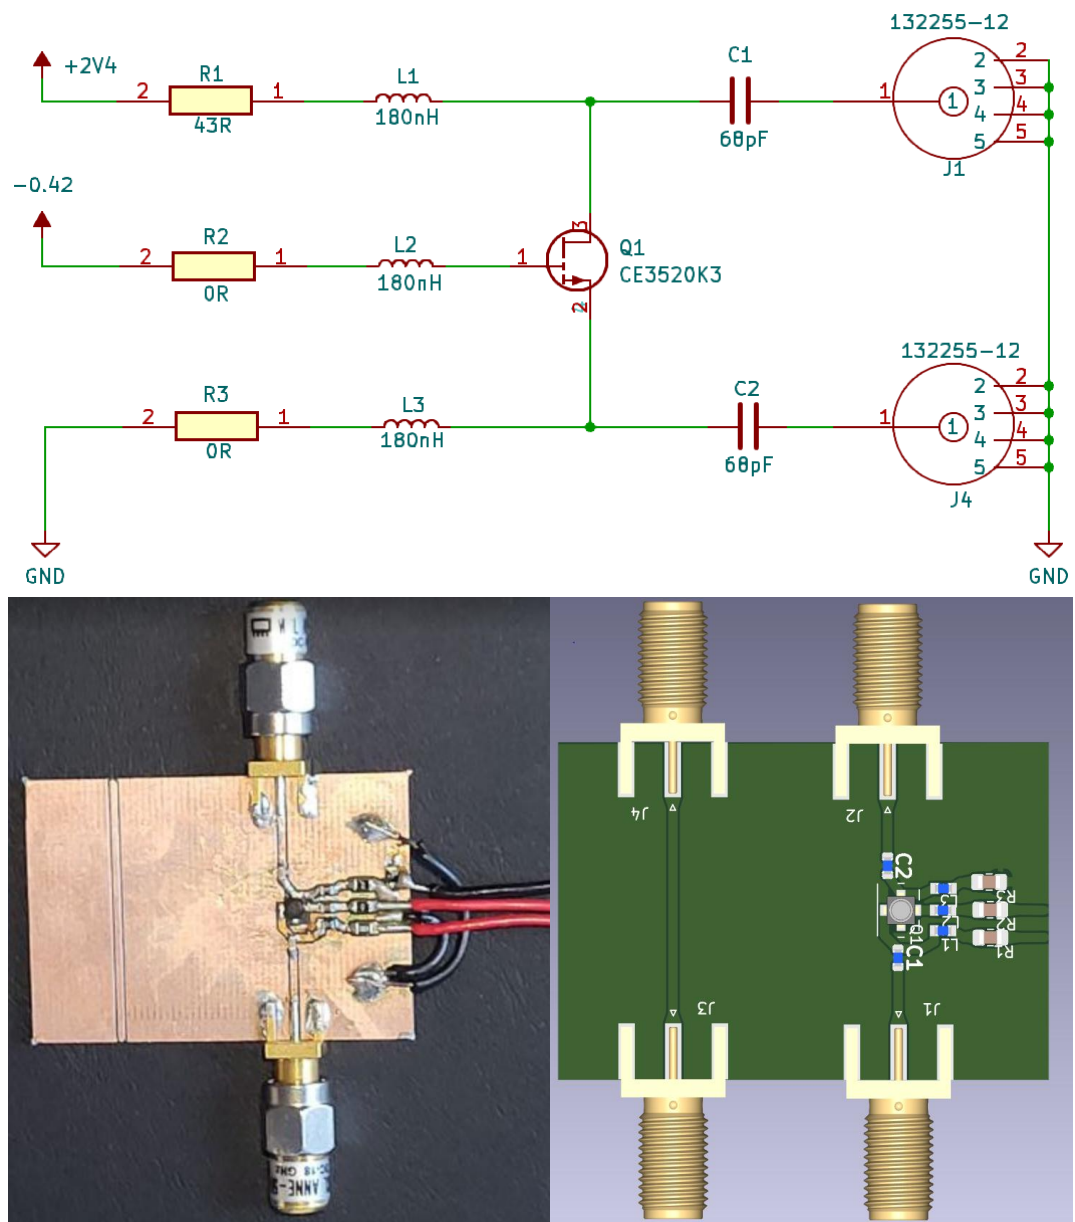 132255-12
+2V4
2
R1
1
43R
L1
180nH
C1
68pF
1
1
2
2
3
3
4
4
5
5
J1
-0.42
2
R2
1
0R
L2
180nH
1
3
Q1
CE3520K3
2
132255-12
2
R3
1
0R
L3
180nH
C2
68pF
1
1
2
2
3
3
4
4
5
5
J4
GND
GND
J4
J2
C2
R3
L3
R2
L2
Q1
C1
L1
R1
J3
J1